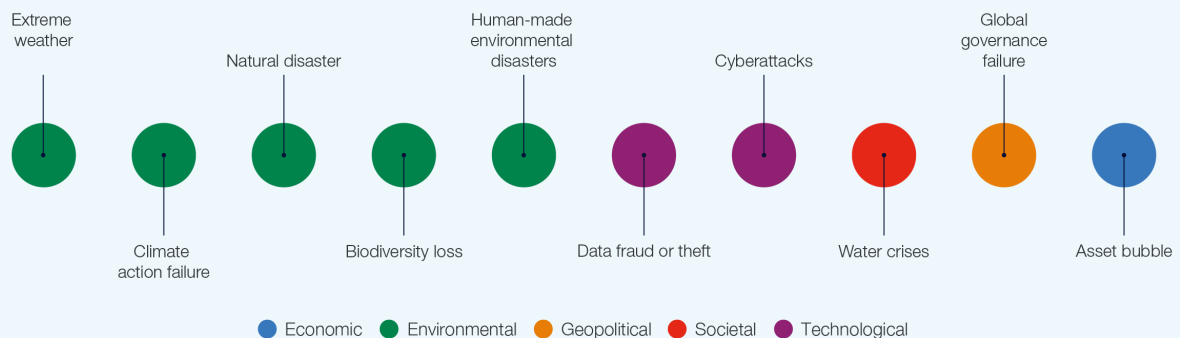 Extreme
weather
Climate
action failure
Natural disaster
Biodiversity loss
Human-made
environmental
disasters
Data fraud or theft
Cyberattacks
Water crises
Global
governance
failure
Asset bubble
Economic
Environmental
Geopolitical
Societal
Technological